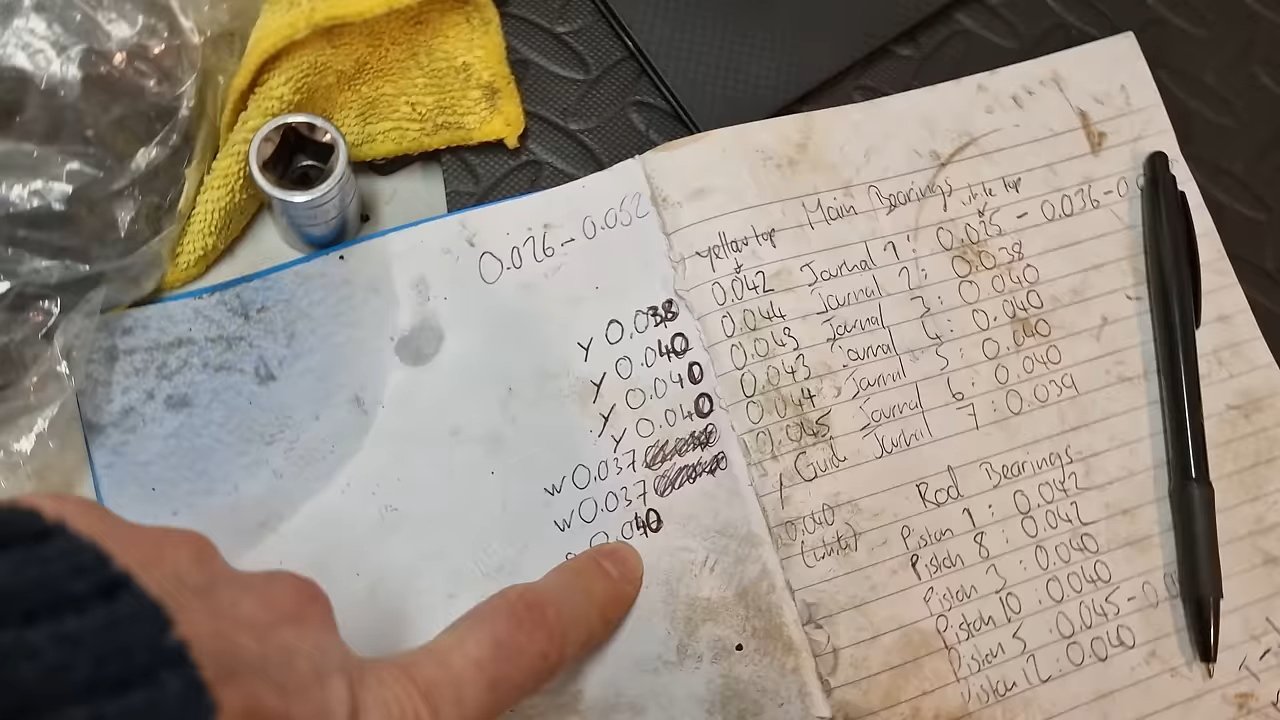 0.026 - 0.052
y 0.038
y 0.040
y 0.040
y 0.040
w 0.037
w 0.037
0.040
Main Bearings
yellow top
white top
0.042 Journal 1: 0.025 - 0.036 - 0.0
0.044 Journal 2: 0.038
0.043 Journal 3: 0.040
0.043 Journal 4: 0.040
0.044 Journal 5: 0.040
0.045 Journal 6: 0.040
Journal 7: 0.039
0.040
(white)
Rod Bearings
Piston 1: 0.042
Piston 8: 0.042
Piston 3: 0.040
Piston 10: 0.040
Piston 5: 0.045 - 0.0
Piston 12: 0.040